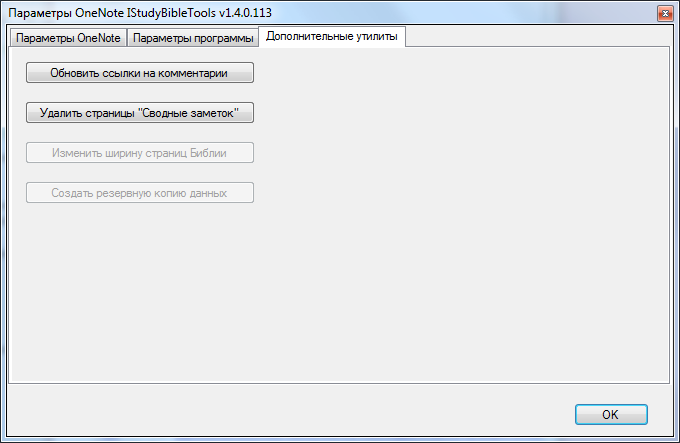 Параметры OneNote IStudyBibleTools v1.4.0.113
Параметры OneNote Параметры программы Дополнительные утилиты
Обновить ссылки на комментарии
Удалить страницы "Сводные заметок"
Изменить ширину страниц Библии
Создать резервную копию данных
OK